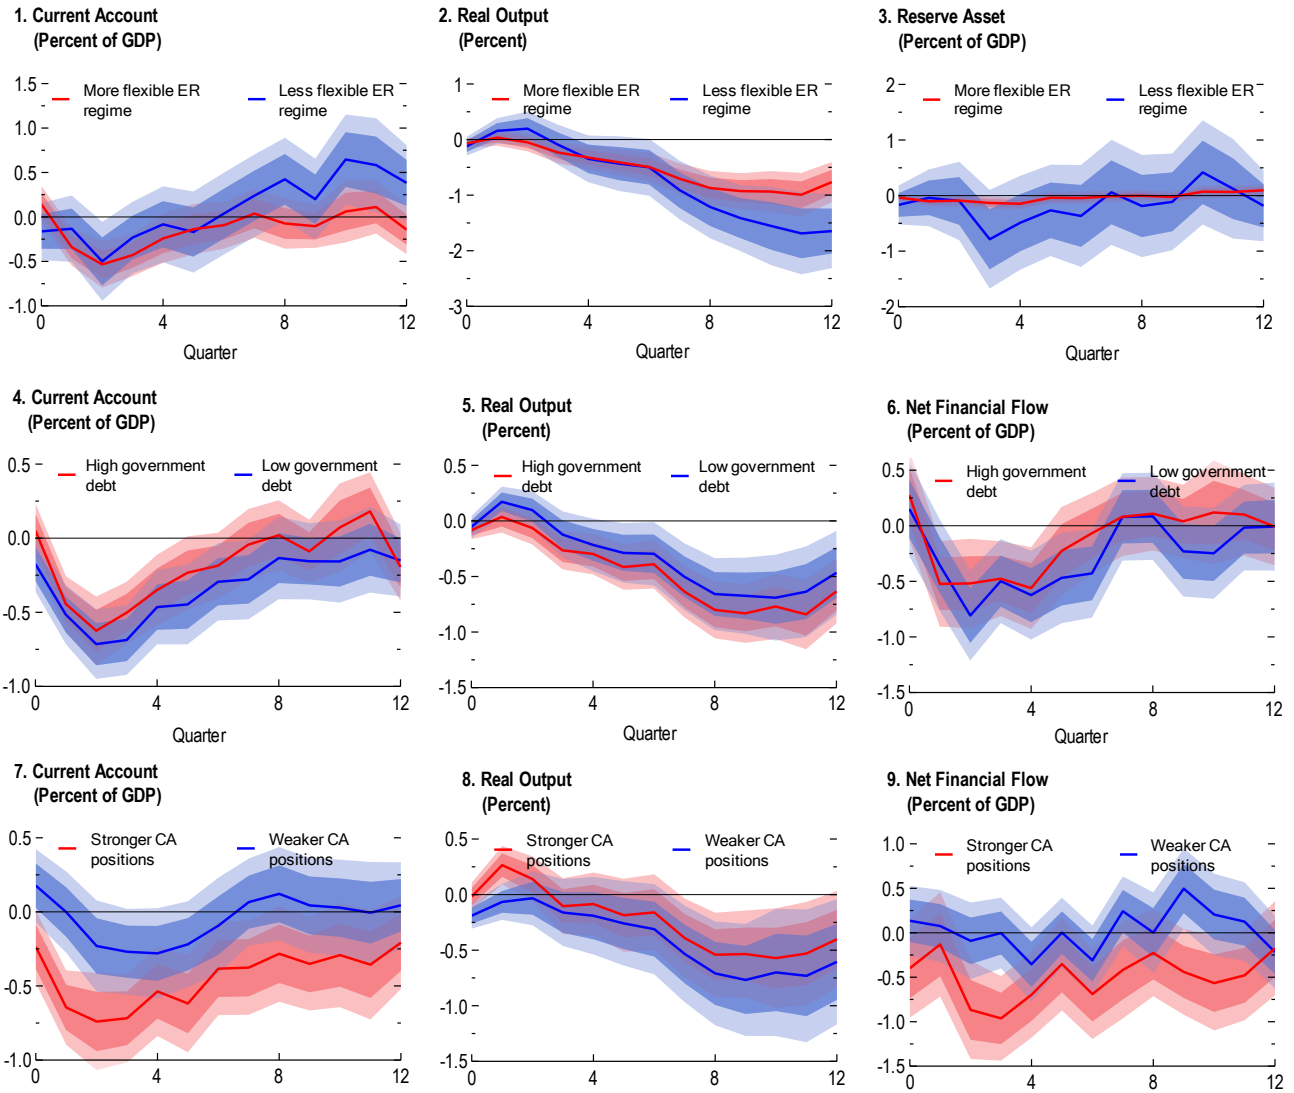 1. Current Account
(Percent of GDP)
1.5
1.0
0.5
0.0
-0.5
-1.0
More flexible ER
regime
Less flexible ER
regime
0
4
8
12
Quarter
2. Real Output
(Percent)
1
0
-1
-2
-3
More flexible ER
regime
Less flexible ER
regime
0
4
8
12
3. Reserve Asset
(Percent of GDP)
2
1
0
-1
-2
More flexible ER
regime
Less flexible ER
regime
0
4
8
12
Quarter
4. Current Account
(Percent of GDP)
0.5
0.0
-0.5
-1.0
High government
debt
Low government
debt
0
4
8
12
Quarter
5. Real Output
(Percent)
0.5
0.0
-0.5
-1.0
-1.5
High government
debt
Low government
debt
0
4
8
12
Quarter
6. Net Financial Flow
(Percent of GDP)
0.5
0.0
-0.5
-1.0
-1.5
High government
debt
Low government
debt
0
4
8
12
Quarter
7. Current Account
(Percent of GDP)
0.5
0.0
-0.5
-1.0
Stronger CA
positions
Weaker CA
positions
0
4
8
12
8. Real Output
(Percent)
0.5
0.0
-0.5
-1.0
-1.5
Stronger CA
positions
Weaker CA
positions
0
4
8
12
9. Net Financial Flow
(Percent of GDP)
1.0
0.5
0.0
-0.5
-1.0
-1.5
Stronger CA
positions
Weaker CA
positions
0
4
8
12